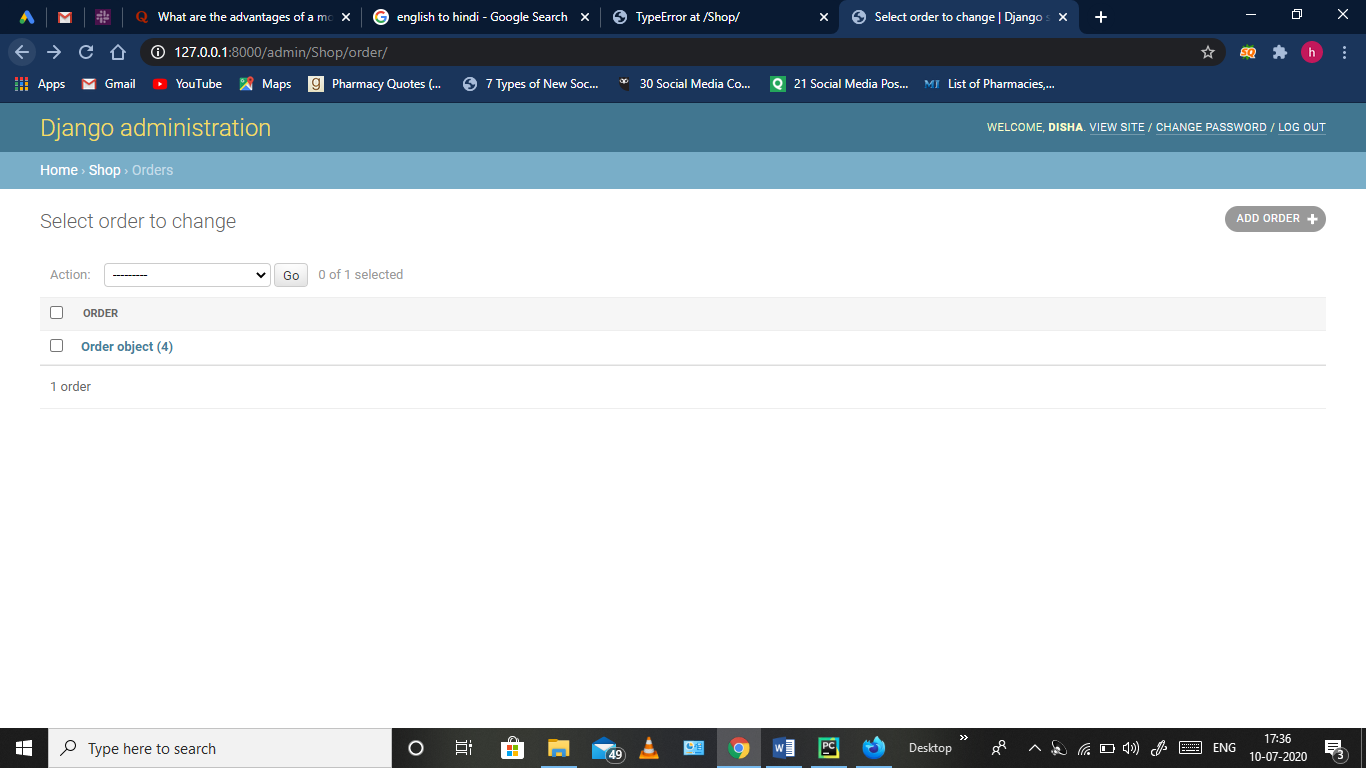 What are the advantages of a mo
english to hindi - Google Search
TypeError at /Shop/
Select order to change | Django s
127.0.0.1:8000/admin/Shop/order/
h
Apps Gmail YouTube Maps Pharmacy Quotes (... 7 Types of New Soc... 30 Social Media Co... 21 Social Media Pos... List of Pharmacies,...
Django administration
WELCOME, DISHA. VIEW SITE / CHANGE PASSWORD / LOG OUT
Home › Shop › Orders
Select order to change
ADD ORDER +
Action: --------- Go 0 of 1 selected
ORDER
Order object (4)
1 order
Type here to search
49
Desktop
ENG
17:36
10-07-2020
3